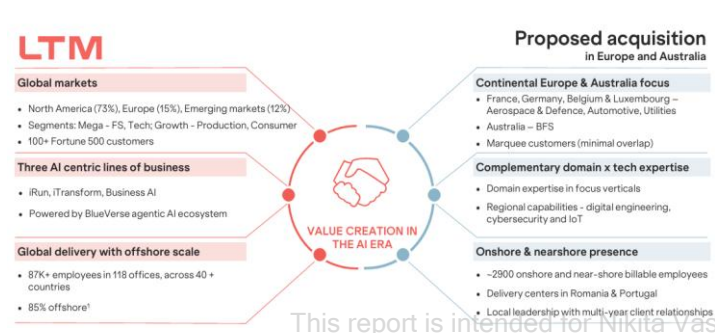 LTM
Proposed acquisition
in Europe and Australia
Global markets
• North America (73%), Europe (15%), Emerging markets (12%)
• Segments: Mega - FS, Tech; Growth - Production, Consumer
• 100+ Fortune 500 customers
Three AI centric lines of business
• iRun, iTransform, Business AI
• Powered by BlueVerse agentic AI ecosystem
Global delivery with offshore scale
• 87K+ employees in 118 offices, across 40 +
countries
• 85% offshore¹
VALUE CREATION IN
THE AI ERA
Continental Europe & Australia focus
• France, Germany, Belgium & Luxembourg –
Aerospace & Defence, Automotive, Utilities
• Australia – BFS
• Marquee customers (minimal overlap)
Complementary domain x tech expertise
• Domain expertise in focus verticals
• Regional capabilities - digital engineering,
cybersecurity and IoT
Onshore & nearshore presence
• ~2900 onshore and near-shore billable employees
• Delivery centers in Romania & Portugal
• Local leadership with multi-year client relationships
This report is intended for Nikita Vas